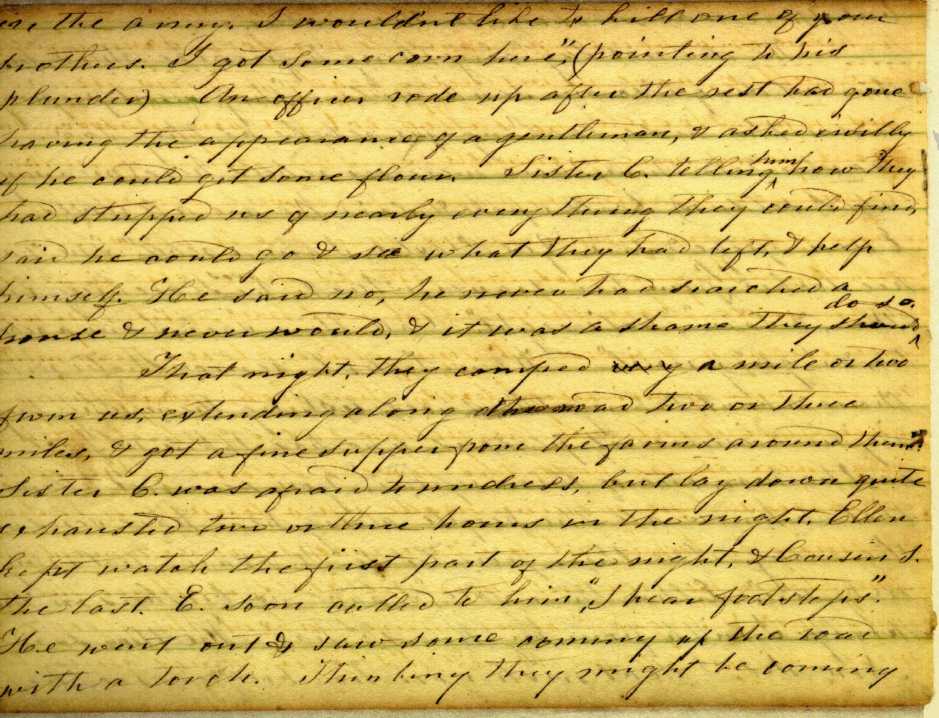 in the army. I wouldn't like to kill one of your
brothers. I got some corn here", (pointing to his
plunder) An officer rode up after the rest had gone
having the appearance of a gentleman, & asked civilly
if he could get some flour. Sister C. telling him how they
had stripped us of nearly everything they could find,
said he could go & see what they had left, & help
himself. He said no, he never had searched a
house & never would, & it was a shame they should do so.
That night, they camped a mile or two
from us, extending along the road two or three
miles, & got a fine supper from the farms around them.
Sister C. was afraid to undress, but lay down quite
exhausted two or three hours in the night. Ellen
kept watch the first part of the night, & Cousin S.
the last. E. soon called to him, "I hear footsteps".
He went out & saw some coming up the road
with a torch. Thinking they might be coming